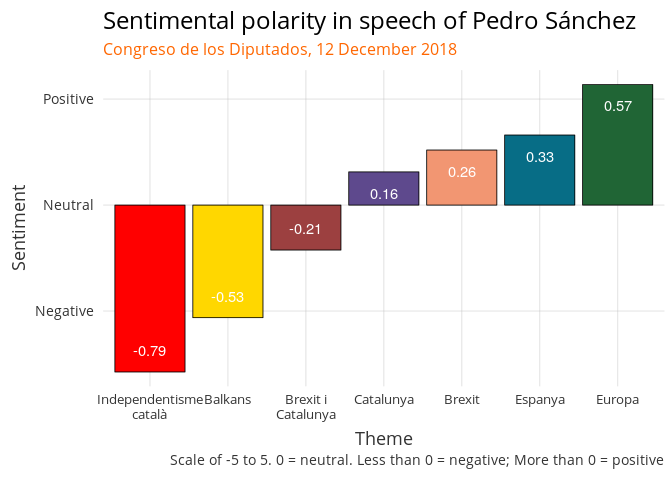 Sentimental polarity in speech of Pedro Sánchez
Congreso de los Diputados, 12 December 2018
Positive
Neutral
Negative
Sentiment
-0.79
-0.53
-0.21
0.16
0.26
0.33
0.57
Independentisme
català
Balkans
Brexit i
Catalunya
Catalunya
Brexit
Espanya
Europa
Theme
Scale of -5 to 5. 0 = neutral. Less than 0 = negative; More than 0 = positive